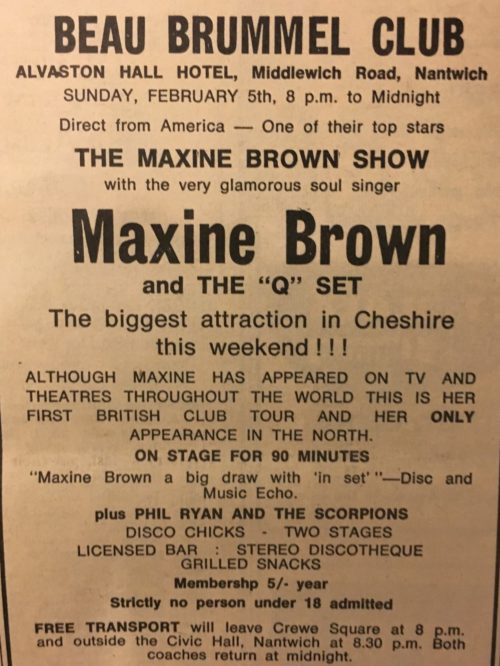 BEAU BRUMMEL CLUB
ALVASTON HALL HOTEL, Middlewich Road, Nantwich
SUNDAY, FEBRUARY 5th, 8 p.m. to Midnight
Direct from America — One of their top stars
THE MAXINE BROWN SHOW
with the very glamorous soul singer
Maxine Brown
and THE "Q" SET
The biggest attraction in Cheshire
this weekend ! ! !
ALTHOUGH MAXINE HAS APPEARED ON TV AND
THEATRES THROUGHOUT THE WORLD THIS IS HER
FIRST BRITISH CLUB TOUR AND HER ONLY
APPEARANCE IN THE NORTH.
ON STAGE FOR 90 MINUTES
"Maxine Brown a big draw with 'in set' "—Disc and
Music Echo.
plus PHIL RYAN AND THE SCORPIONS
DISCO CHICKS - TWO STAGES
LICENSED BAR : STEREO DISCOTHEQUE
GRILLED SNACKS
Membershp 5/- year
Strictly no person under 18 admitted
FREE TRANSPORT will leave Crewe Square at 8 p.m.
and outside the Civic Hall, Nantwich at 8.30 p.m. Both
coaches return at midnight.